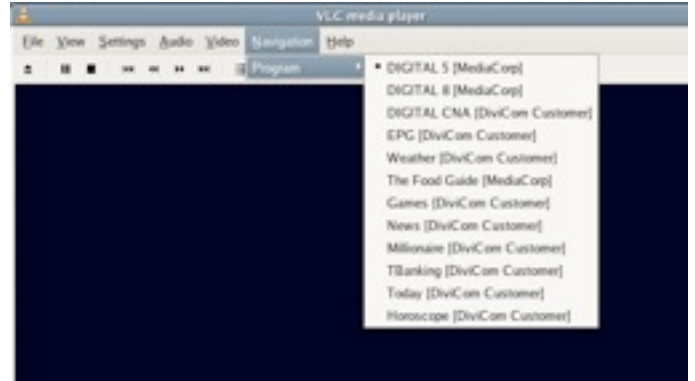 VLC media player
File View Settings Audio Video Navigation Help
Program
DIGITAL 5 [MediaCorp]
DIGITAL 8 [MediaCorp]
DIGITAL CNA [DiviCom Customer]
EPG [DiviCom Customer]
Weather [DiviCom Customer]
The Food Guide [MediaCorp]
Games [DiviCom Customer]
News [DiviCom Customer]
Millionaire [DiviCom Customer]
TBanking [DiviCom Customer]
Today [DiviCom Customer]
Horoscope [DiviCom Customer]